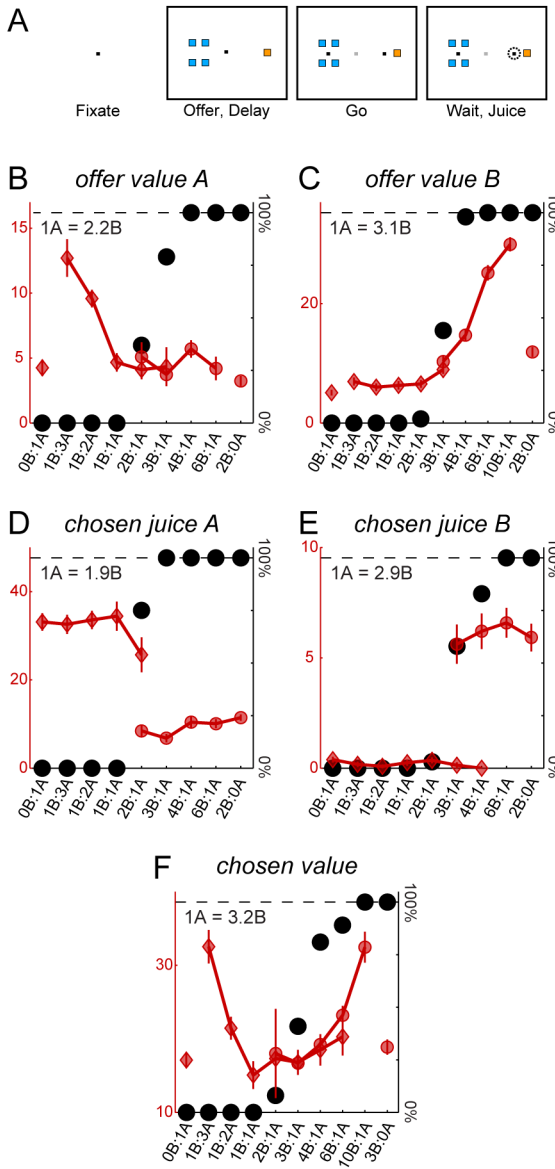 A
Fixate
Offer, Delay
Go
Wait, Juice
B
offer value A
1A = 2.2B
15
10
5
0
100%
0%
0B:1A
1B:3A
1B:2A
1B:1A
2B:1A
3B:1A
4B:1A
6B:1A
2B:0A
C
offer value B
1A = 3.1B
20
0
100%
0%
0B:1A
1B:3A
1B:2A
1B:1A
2B:1A
3B:1A
4B:1A
6B:1A
10B:1A
2B:0A
D
chosen juice A
1A = 1.9B
40
20
0
100%
0%
0B:1A
1B:3A
1B:2A
1B:1A
2B:1A
3B:1A
4B:1A
6B:1A
2B:0A
E
chosen juice B
1A = 2.9B
10
5
0
100%
0%
0B:1A
1B:3A
1B:2A
1B:1A
2B:1A
3B:1A
4B:1A
6B:1A
2B:0A
F
chosen value
1A = 3.2B
30
10
100%
0%
0B:1A
1B:3A
1B:2A
1B:1A
2B:1A
3B:1A
4B:1A
6B:1A
10B:1A
3B:0A